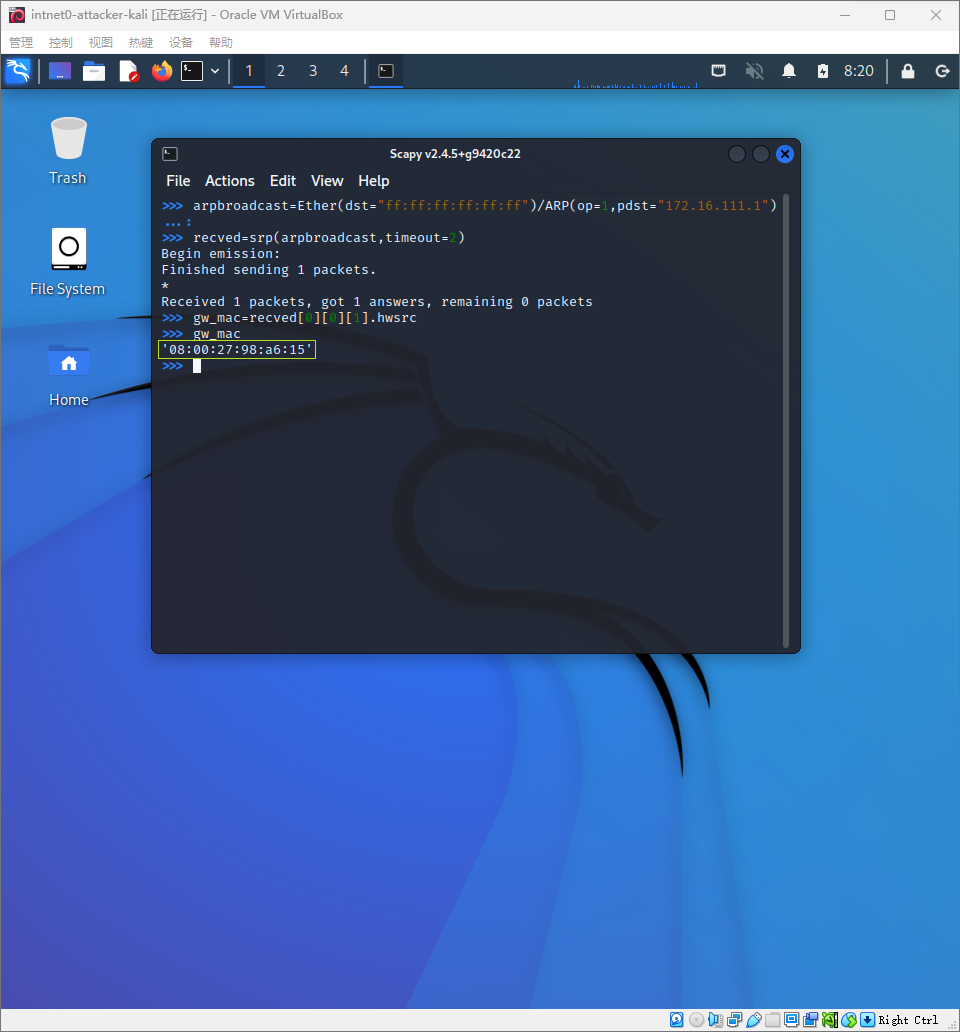 intnet0-attacker-kali [正在运行] - Oracle VM VirtualBox
管理 控制 视图 热键 设备 帮助
1 2 3 4 8:20
Trash
File System
Home
Scapy v2.4.5+g9420c22
File Actions Edit View Help
>>> arpbroadcast=Ether(dst="ff:ff:ff:ff:ff:ff")/ARP(op=1,pdst="172.16.111.1")
...:
>>> recved=srp(arpbroadcast,timeout=2)
Begin emission:
Finished sending 1 packets.
*
Received 1 packets, got 1 answers, remaining 0 packets
>>> gw_mac=recved[0][0][1].hwsrc
>>> gw_mac
'08:00:27:98:a6:15'
>>>
Right Ctrl